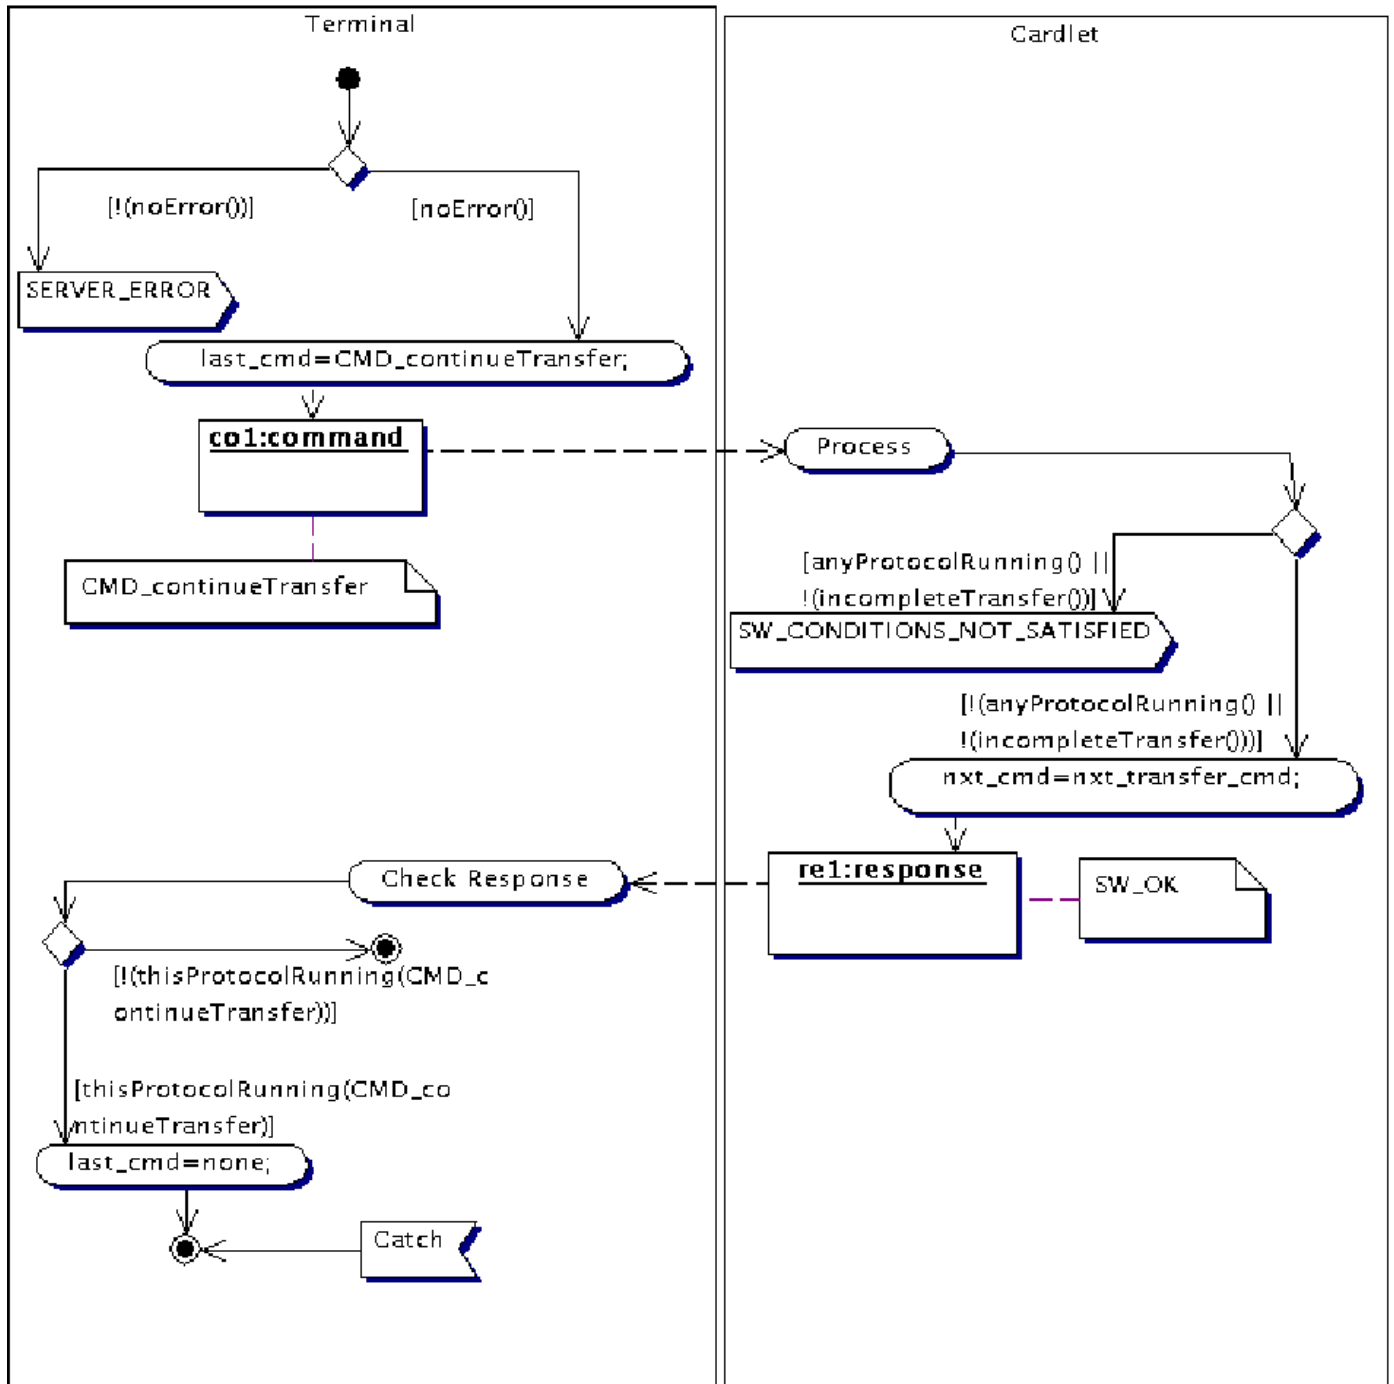 Terminal
Cardlet
[!(noError())]
[noError()]
SERVER_ERROR
last_cmd=CMD_continueTransfer;
co1:command
Process
CMD_continueTransfer
[anyProtocolRunning() ||
!(incompleteTransfer())]
SW_CONDITIONS_NOT_SATISFIED
[!(anyProtocolRunning() ||
!(incompleteTransfer()))]
nxt_cmd=nxt_transfer_cmd;
re1:response
SW_OK
Check Response
[!(thisProtocolRunning(CMD_c
ontinueTransfer))]
[thisProtocolRunning(CMD_co
ntinueTransfer)]
last_cmd=none;
Catch